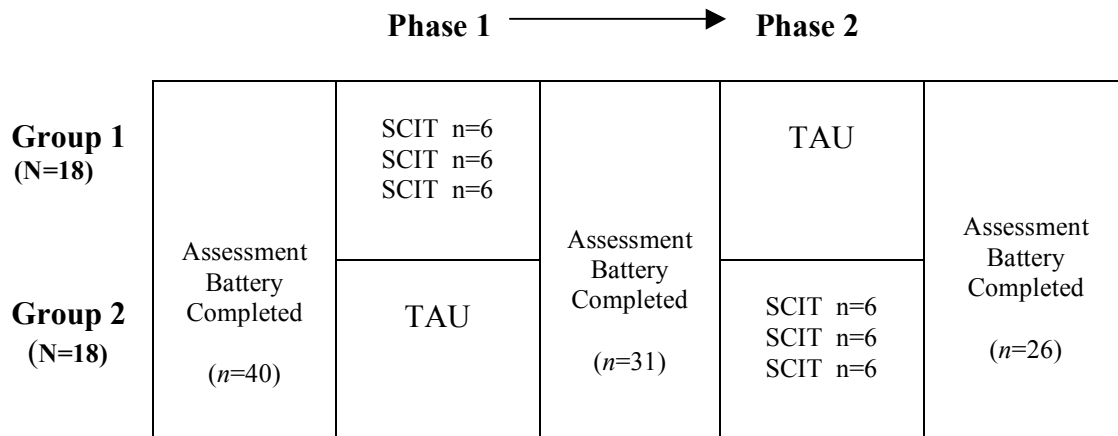 Phase 1 Phase 2
Group 1
(N=18)
Assessment
Battery
Completed
(n=40)
SCIT n=6
SCIT n=6
SCIT n=6
Assessment
Battery
Completed
(n=31)
TAU
Assessment
Battery
Completed
(n=26)
Group 2
(N=18)
TAU
SCIT n=6
SCIT n=6
SCIT n=6